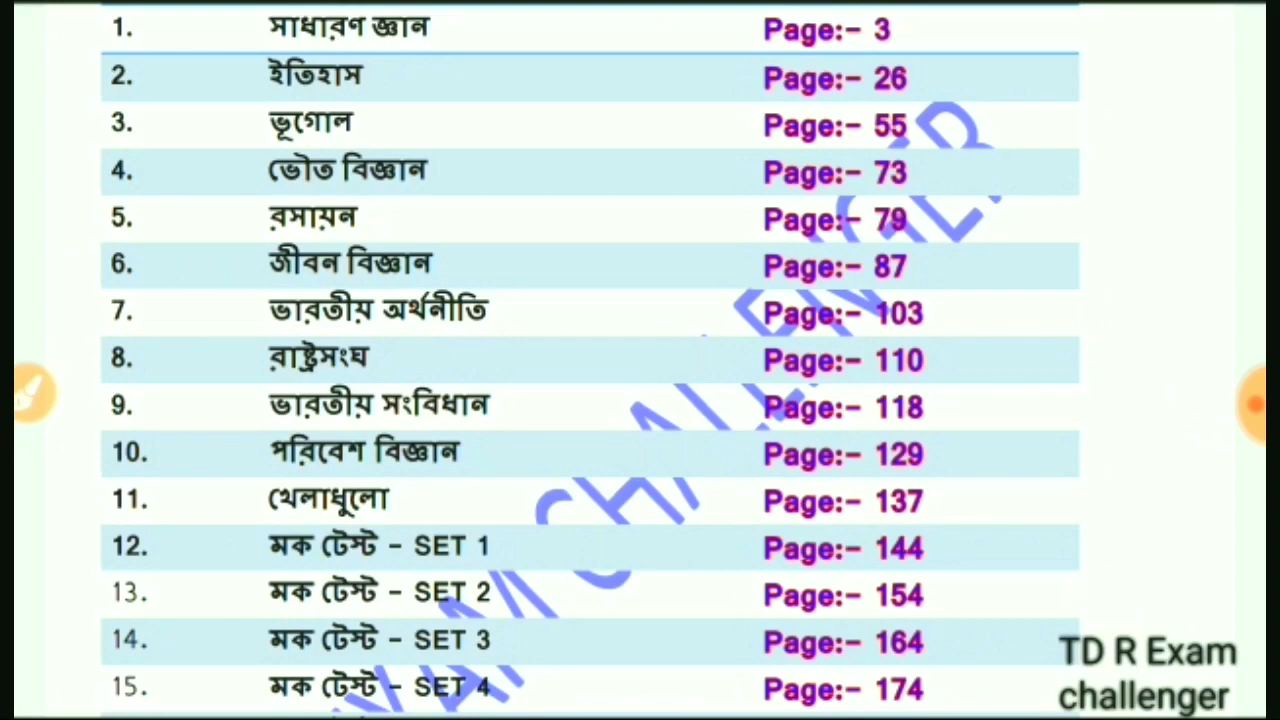 1. সাধারণ জ্ঞান Page:- 3
2. ইতিহাস Page:- 26
3. ভূগোল Page:- 55
4. ভৌত বিজ্ঞান Page:- 73
5. রসায়ন Page:- 79
6. জীবন বিজ্ঞান Page:- 87
7. ভারতীয় অর্থনীতি Page:- 103
8. রাষ্ট্রসংঘ Page:- 110
9. ভারতীয় সংবিধান Page:- 118
10. পরিবেশ বিজ্ঞান Page:- 129
11. খেলাধুলো Page:- 137
12. মক টেস্ট - SET 1 Page:- 144
13. মক টেস্ট - SET 2 Page:- 154
14. মক টেস্ট - SET 3 Page:- 164
15. মক টেস্ট - SET 4 Page:- 174
TD R Exam
challenger